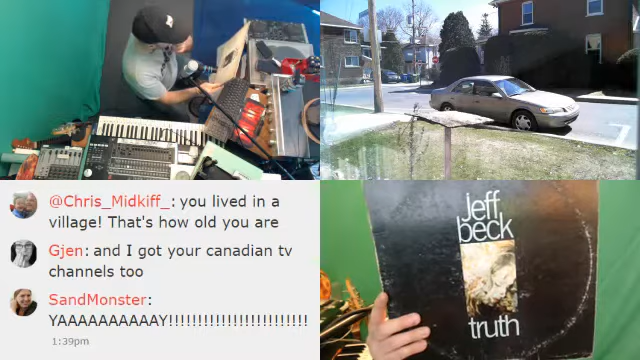 @Chris_Midkiff_: you lived in a
village! That's how old you are
Gjen: and I got your canadian tv
channels too
SandMonster:
YAAAAAAAAAAY!!!!!!!!!!!!!!!!!!!!!!!!
1:39pm
jeff
beck
truth